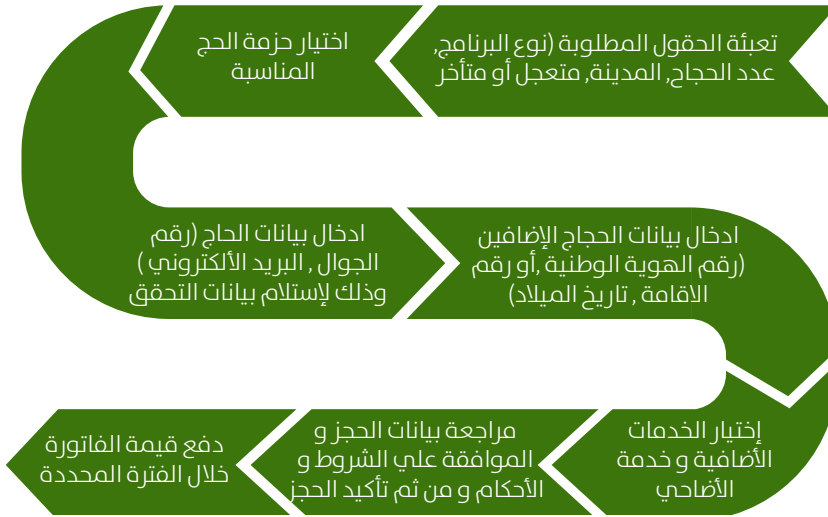 تعبئة الحقول المطلوبة (نوع البرنامج,
عدد الحجاج, المدينة, متعجل أو متأخر
اختيار حزمة الحج
المناسبة
ادخال بيانات الحاج (رقم
الجوال , البريد الألكتروني )
وذلك لإستلام بيانات التحقق
ادخال بيانات الحجاج الإضافين
(رقم الهوية الوطنية ,أو رقم
الاقامة , تاريخ الميلاد)
إختيار الخدمات
الأضافية و خدمة
الأضاحي
مراجعة بيانات الحجز و
الموافقة علي الشروط و
الأحكام و من ثم تأكيد الحجز
دفع قيمة الفاتورة
خلال الفترة المحددة